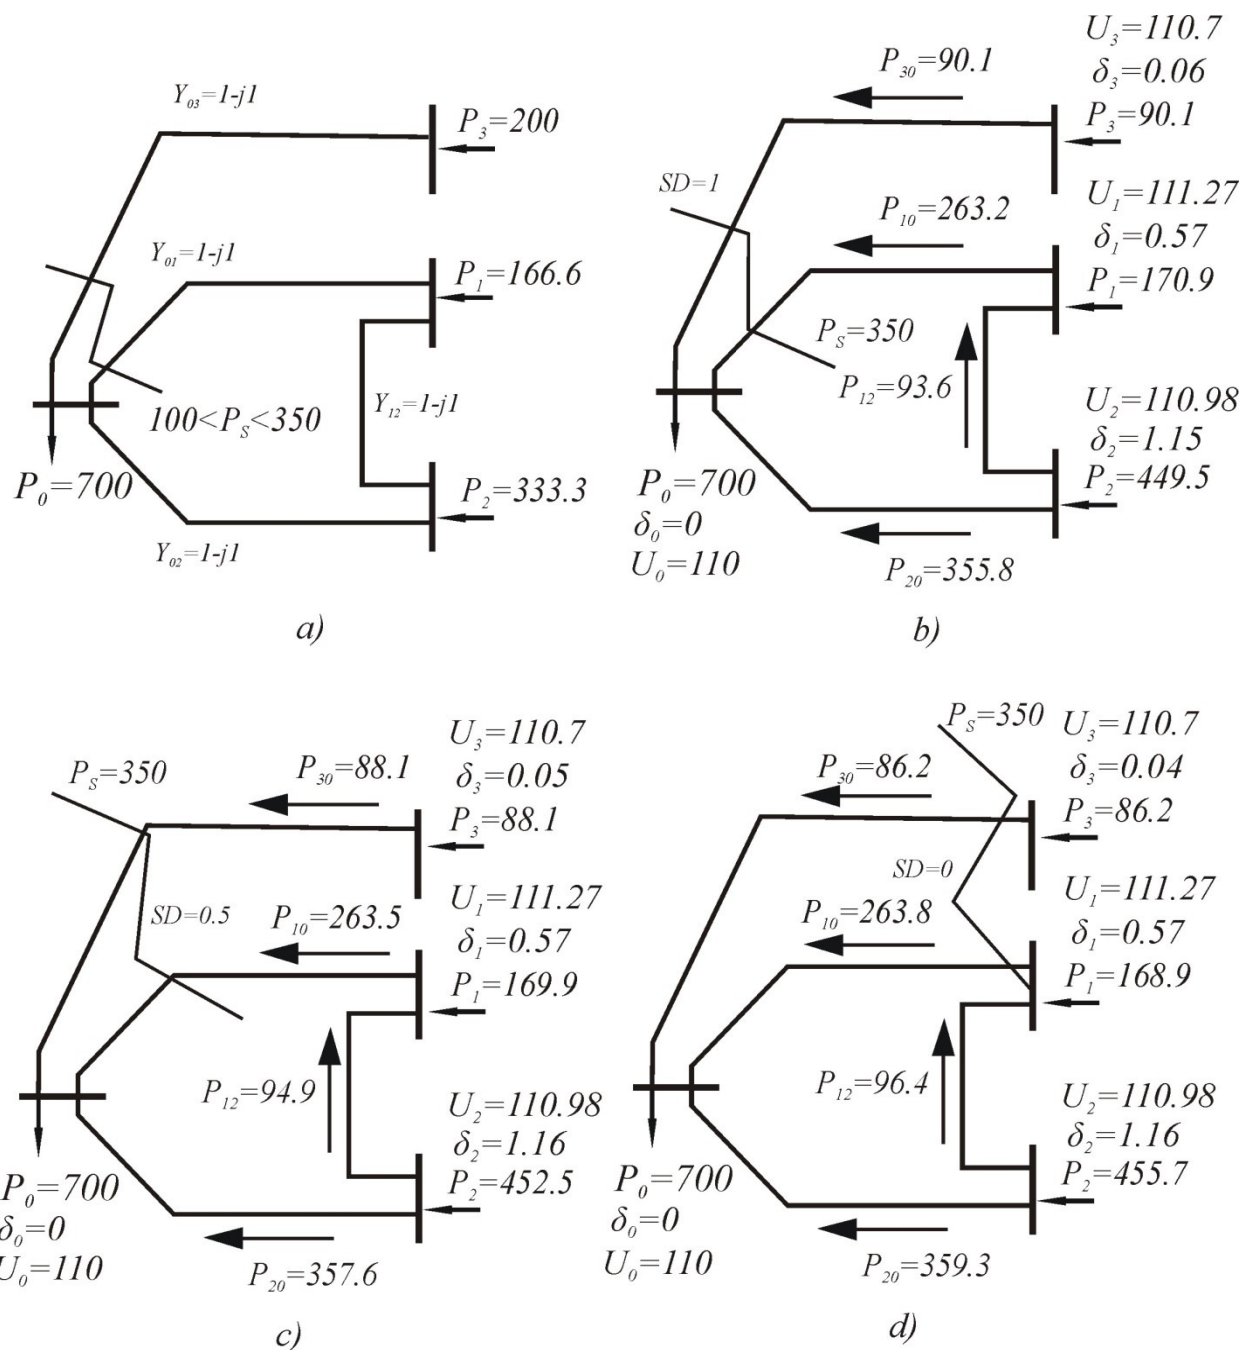 Y₀₃=1-j1
P₃=200
Y₀₁=1-j1
P₁=166.6
Y₁₂=1-j1
100<P_S<350
P₀=700
P₂=333.3
Y₀₂=1-j1
a)
U₃=110.7
P₃₀=90.1
δ₃=0.06
P₃=90.1
SD=1
U₁=111.27
P₁₀=263.2
δ₁=0.57
P₁=170.9
P_S=350
P₁₂=93.6
U₂=110.98
δ₂=1.15
P₂=449.5
P₀=700
δ₀=0
U₀=110
P₂₀=355.8
b)
U₃=110.7
P_S=350
P₃₀=88.1
δ₃=0.05
P₃=88.1
U₁=111.27
SD=0.5
P₁₀=263.5
δ₁=0.57
P₁=169.9
P₁₂=94.9
U₂=110.98
δ₂=1.16
P₂=452.5
P₀=700
δ₀=0
U₀=110
P₂₀=357.6
c)
P_S=350
U₃=110.7
P₃₀=86.2
δ₃=0.04
P₃=86.2
SD=0
U₁=111.27
P₁₀=263.8
δ₁=0.57
P₁=168.9
P₁₂=96.4
U₂=110.98
δ₂=1.16
P₂=455.7
P₀=700
δ₀=0
U₀=110
P₂₀=359.3
d)